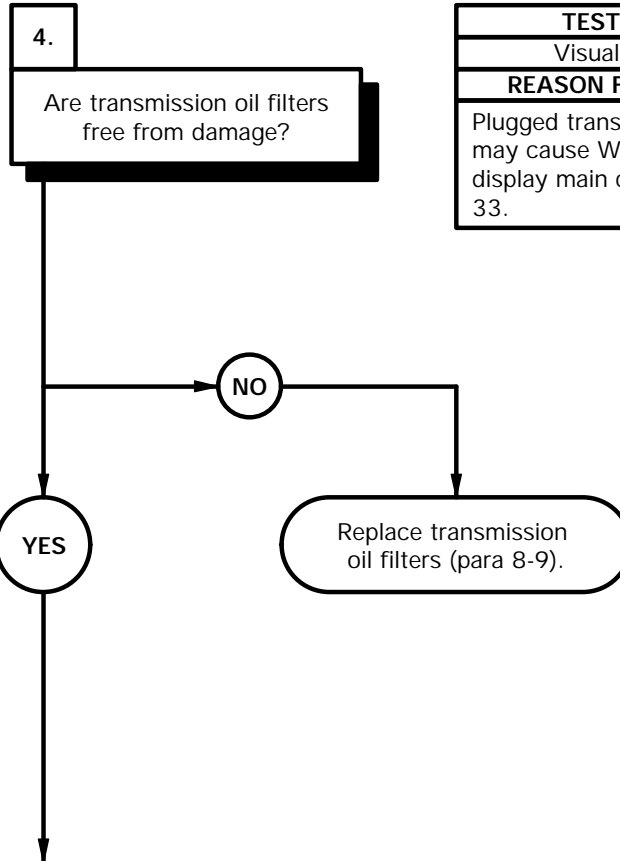 4.
Are transmission oil filters
free from damage?
TEST
Visual
REASON
Plugged
may cause
display main
33.
NO
YES
Replace transmission
oil filters (para 8-9).